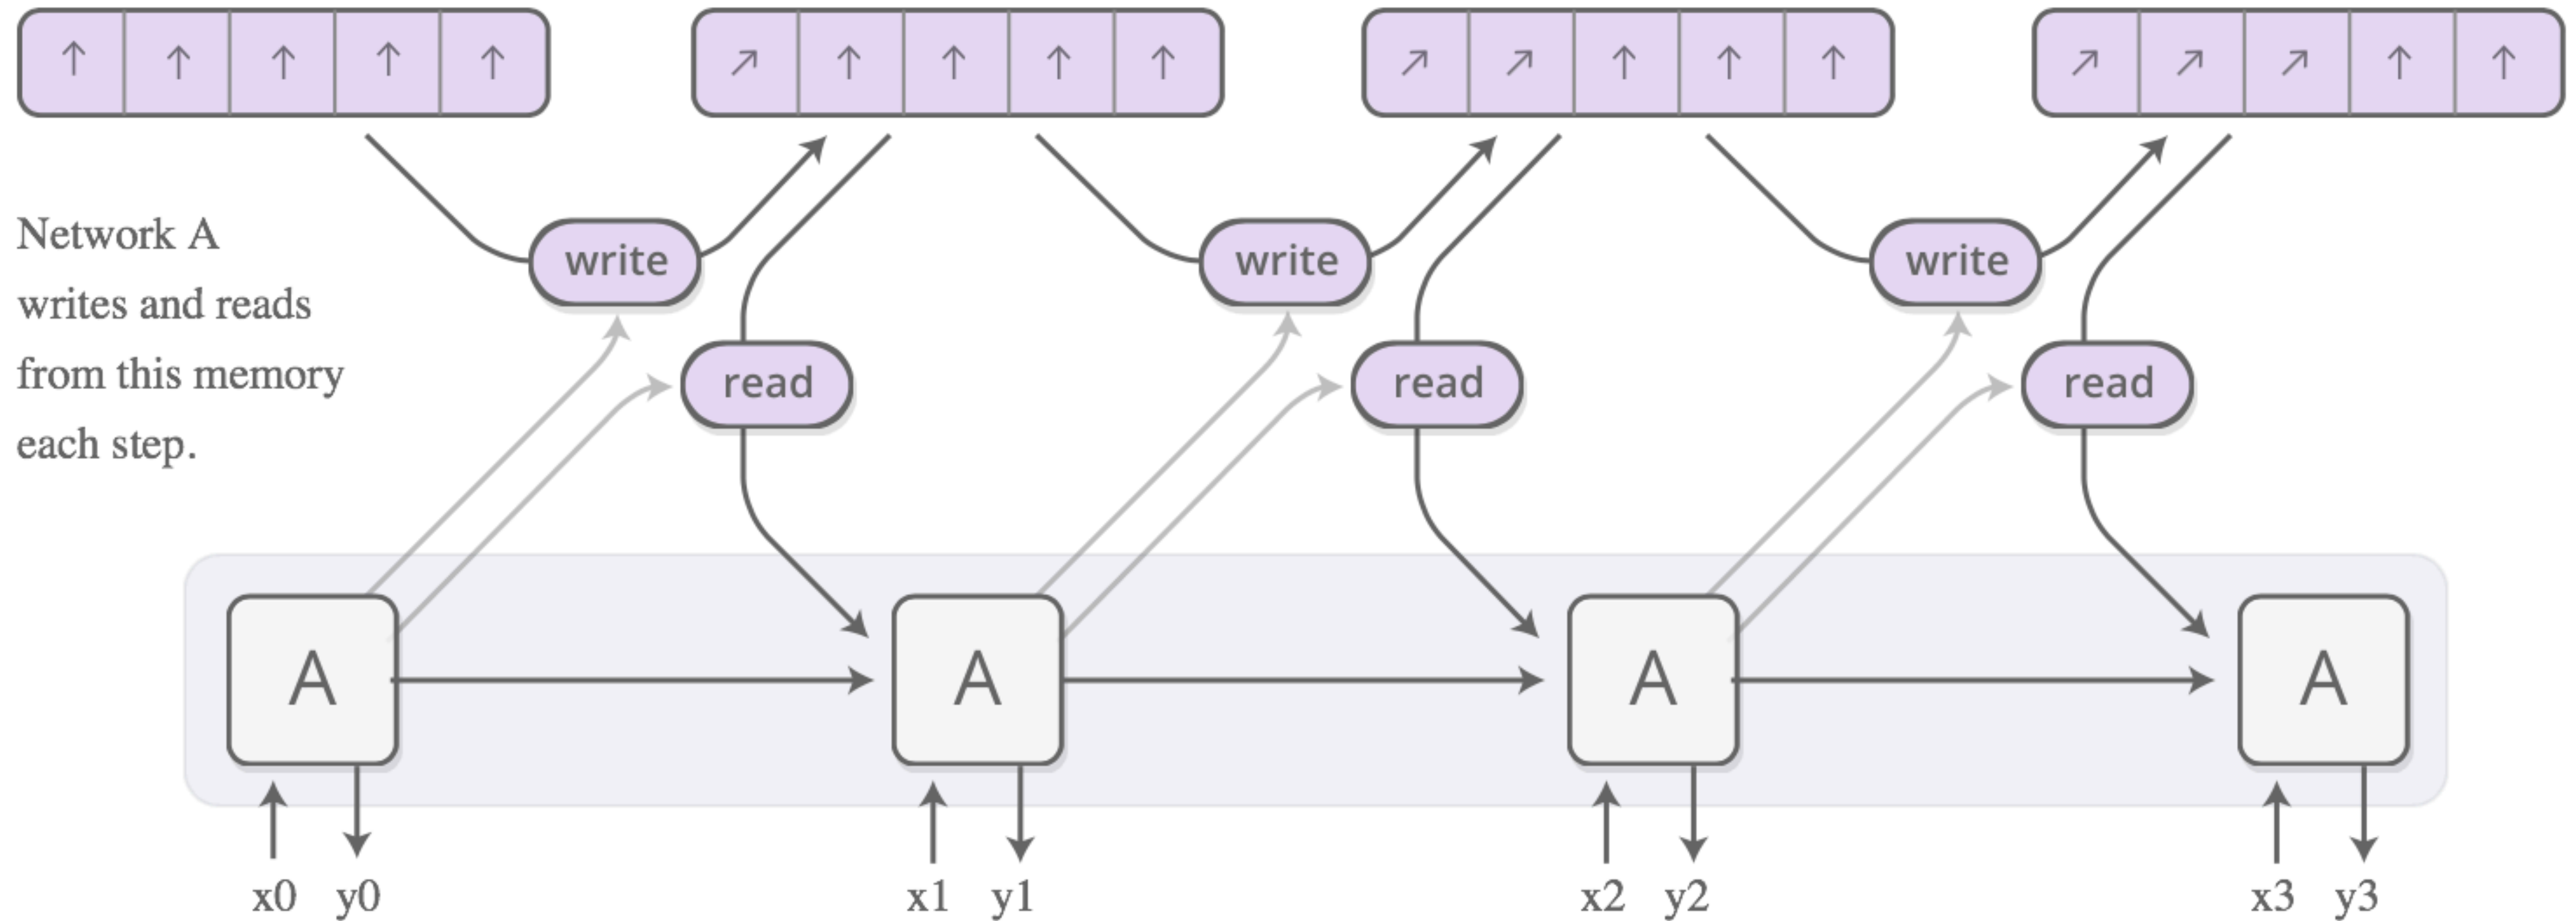 Network A
writes and reads
from this memory
each step.
write
write
write
read
read
read
A
A
A
A
x0 y0
x1 y1
x2 y2
x3 y3